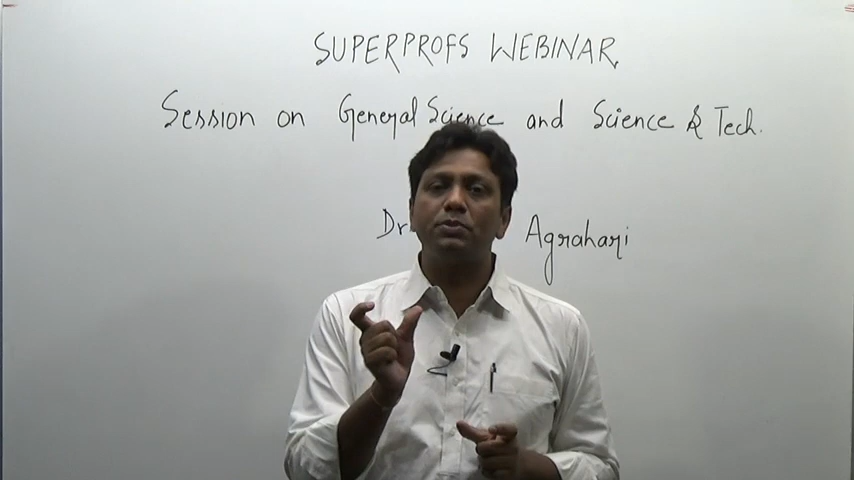 SUPERPROFS WEBINAR
Session on General Science and Science & Tech.
Dr Agrahari